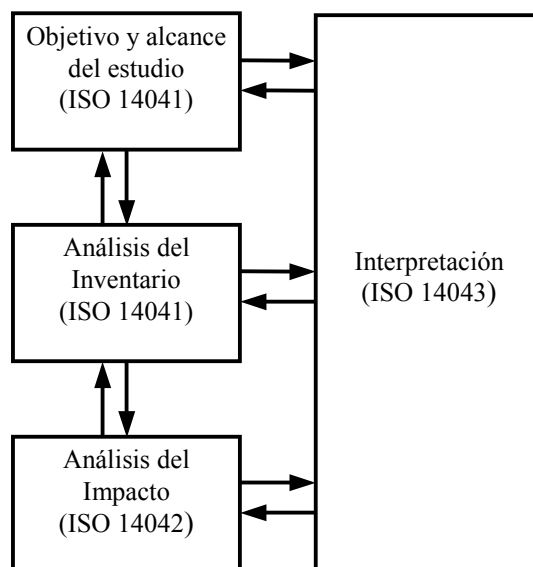 Objetivo y alcance
del estudio
(ISO 14041)
Análisis del
Inventario
(ISO 14041)
Interpretación
(ISO 14043)
Análisis del
Impacto
(ISO 14042)